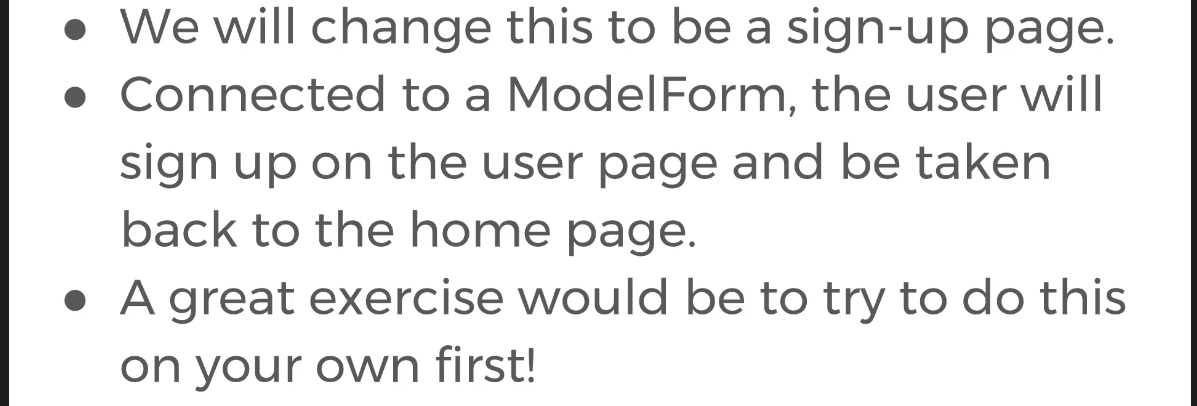 ● We will change this to be a sign-up page.
● Connected to a ModelForm, the user will
sign up on the user page and be taken
back to the home page.
● A great exercise would be to try to do this
on your own first!